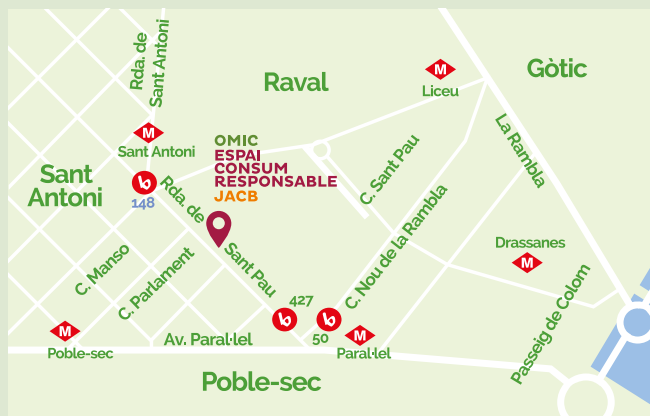 Rda. de
Sant Antoni
Raval
Gòtic
M
Liceu
M
Sant Antoni
OMIC
ESPAI
CONSUM
RESPONSABLE
JACB
La Rambla
C. Sant Pau
Sant
Antoni
b
148
Rda. de
Sant Pau
C. Nou de la Rambla
Drassanes
M
C. Manso
C. Parlament
Passeig de Colom
427
b
b
50
M
Poble-sec
Av. Paral·lel
M
Paral·lel
Poble-sec